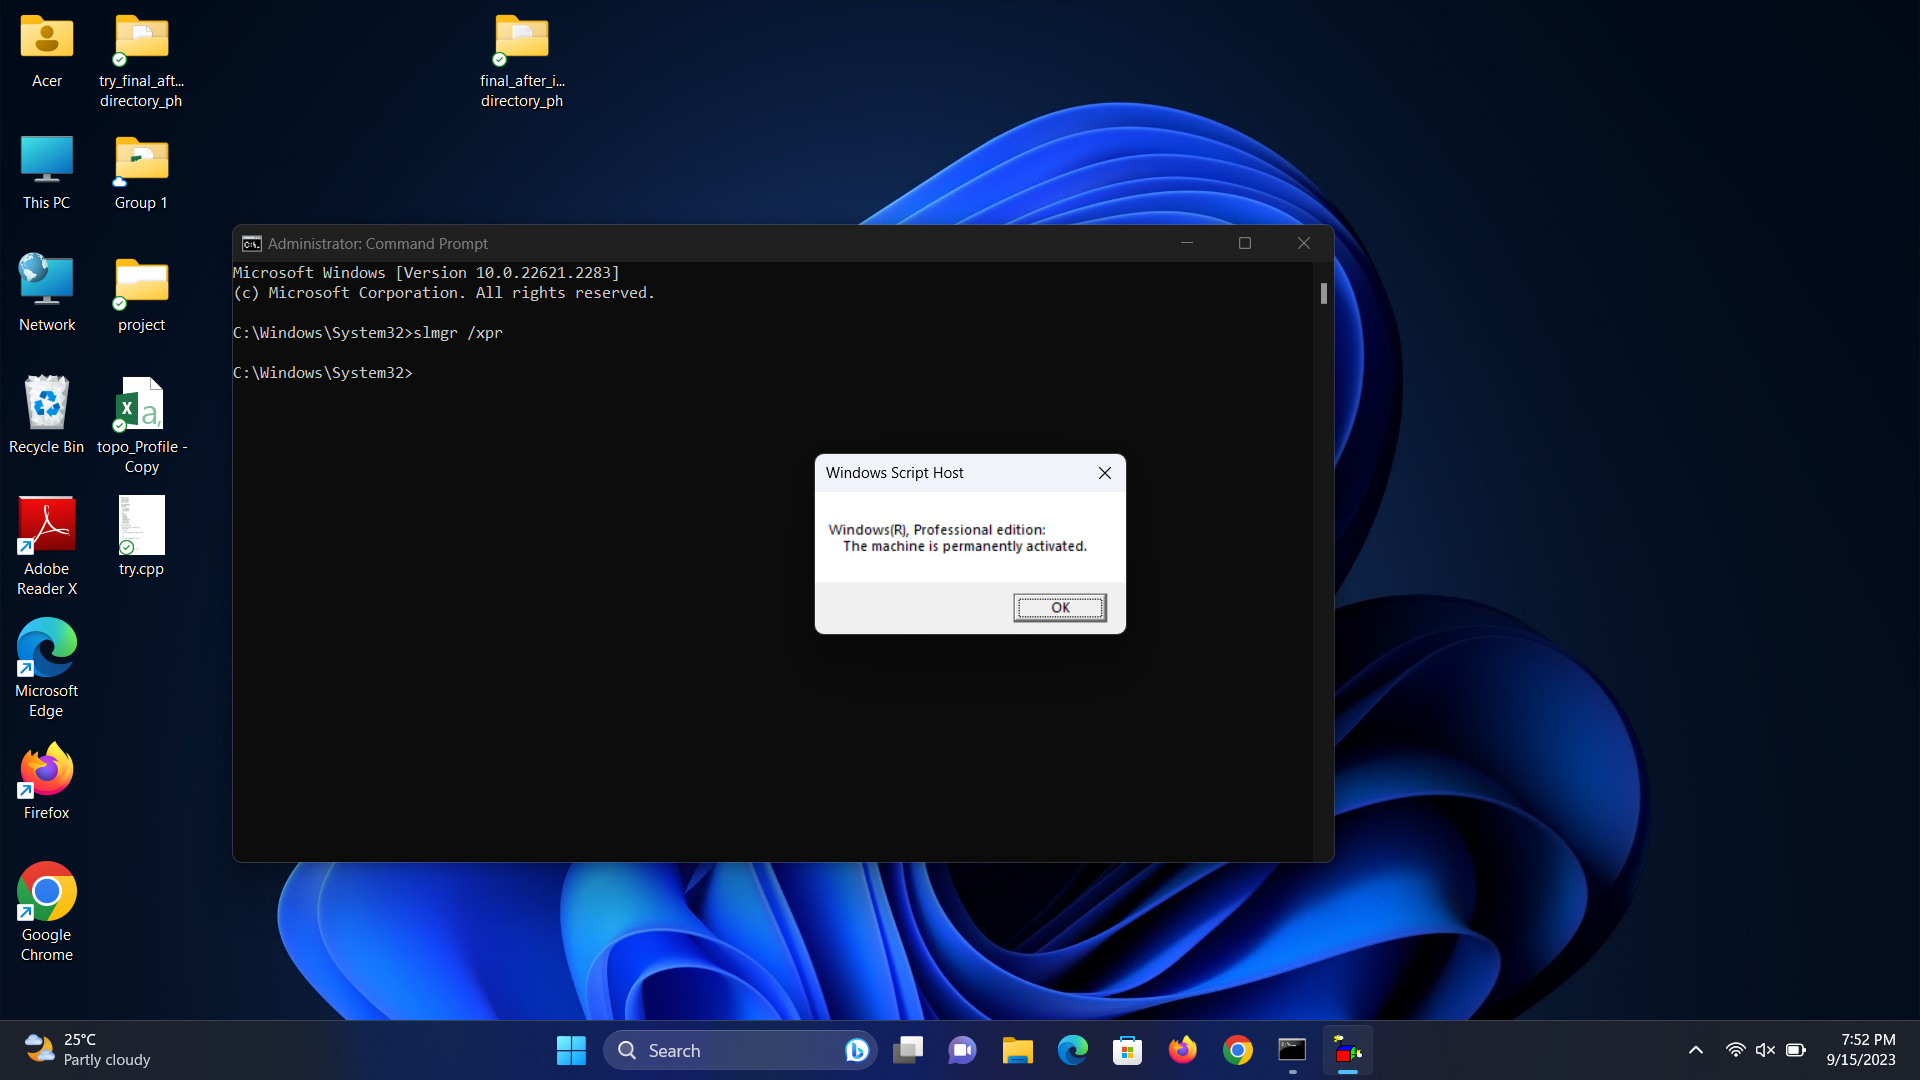 Acer
try_final_aft...
directory_ph
final_after_i...
directory_ph
This PC
Group 1
Network
project
Recycle Bin
topo_Profile -
Copy
Adobe
Reader X
try.cpp
Microsoft
Edge
Firefox
Google
Chrome
Administrator: Command Prompt
Microsoft Windows [Version 10.0.22621.2283]
(c) Microsoft Corporation. All rights reserved.
C:\Windows\System32>slmgr /xpr
C:\Windows\System32>
Windows Script Host
Windows(R), Professional edition:
The machine is permanently activated.
OK
25°C
Partly cloudy
Search
7:52 PM
9/15/2023